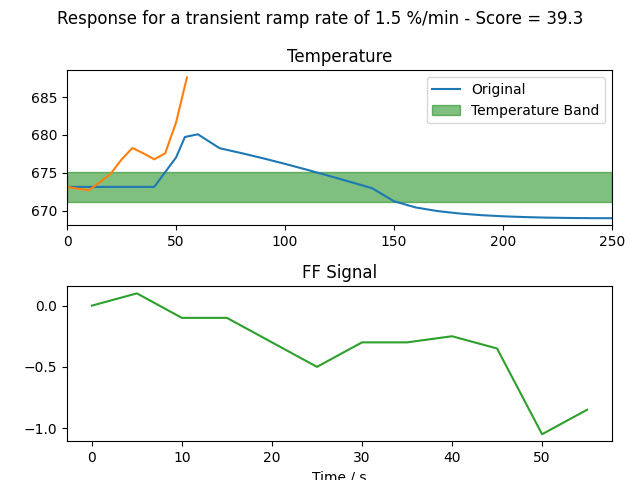 Response for a transient ramp rate of 1.5 %/min - Score = 39.3
Temperature
Original
Temperature Band
685
680
675
670
0 50 100 150 200 250
FF Signal
0.0
−0.5
−1.0
0 10 20 30 40 50
Time / s